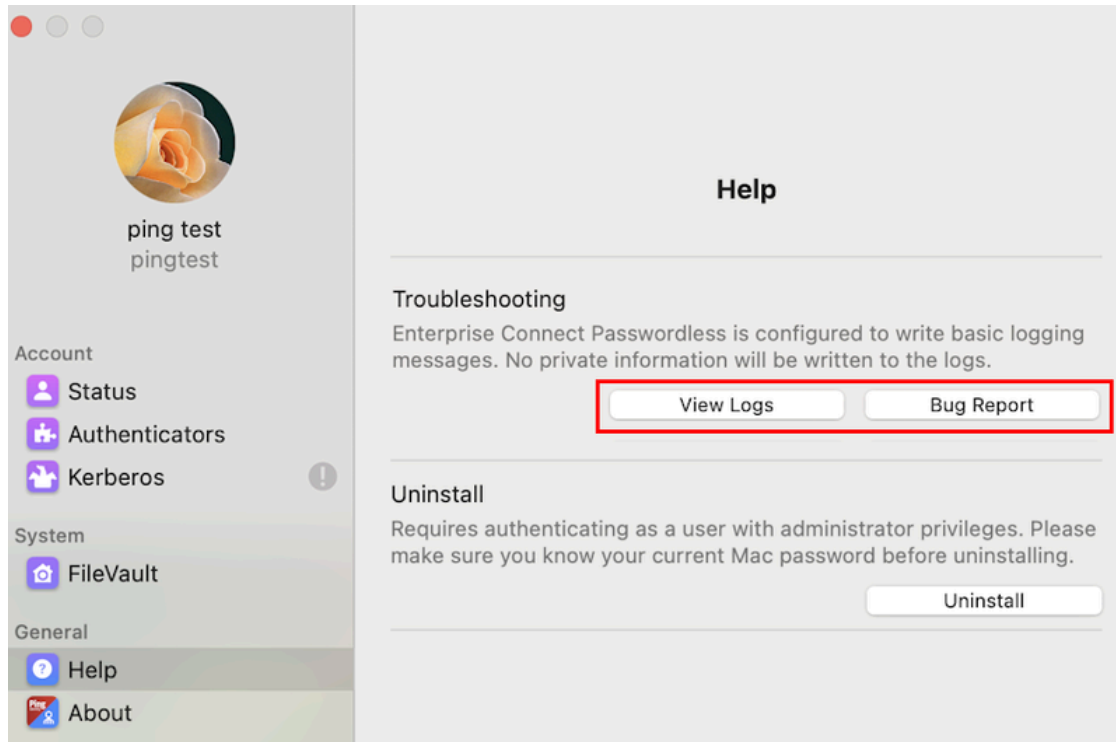 ping test
pingtest
Account
Status
Authenticators
Kerberos
System
FileVault
General
Help
Ping
About
Help
Troubleshooting
Enterprise Connect Passwordless is configured to write basic logging
messages. No private information will be written to the logs.
View Logs
Bug Report
Uninstall
Requires authenticating as a user with administrator privileges. Please
make sure you know your current Mac password before uninstalling.
Uninstall